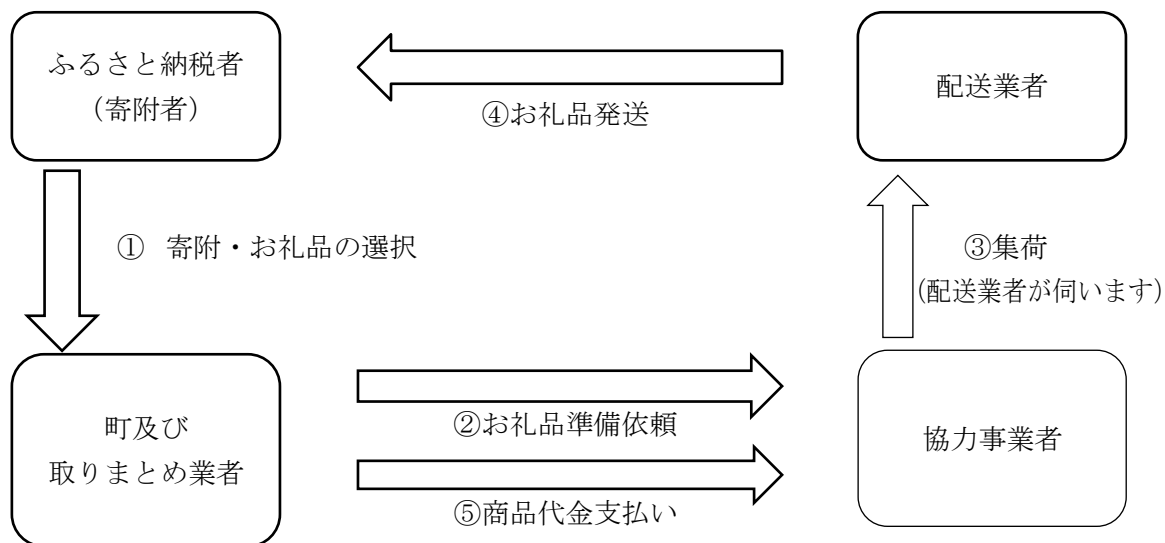 ふるさと納税者
（寄附者）
配送業者
④お礼品発送
① 寄附・お礼品の選択
③集荷
(配送業者が伺います)
町及び
取りまとめ業者
②お礼品準備依頼
協力事業者
⑤商品代金支払い